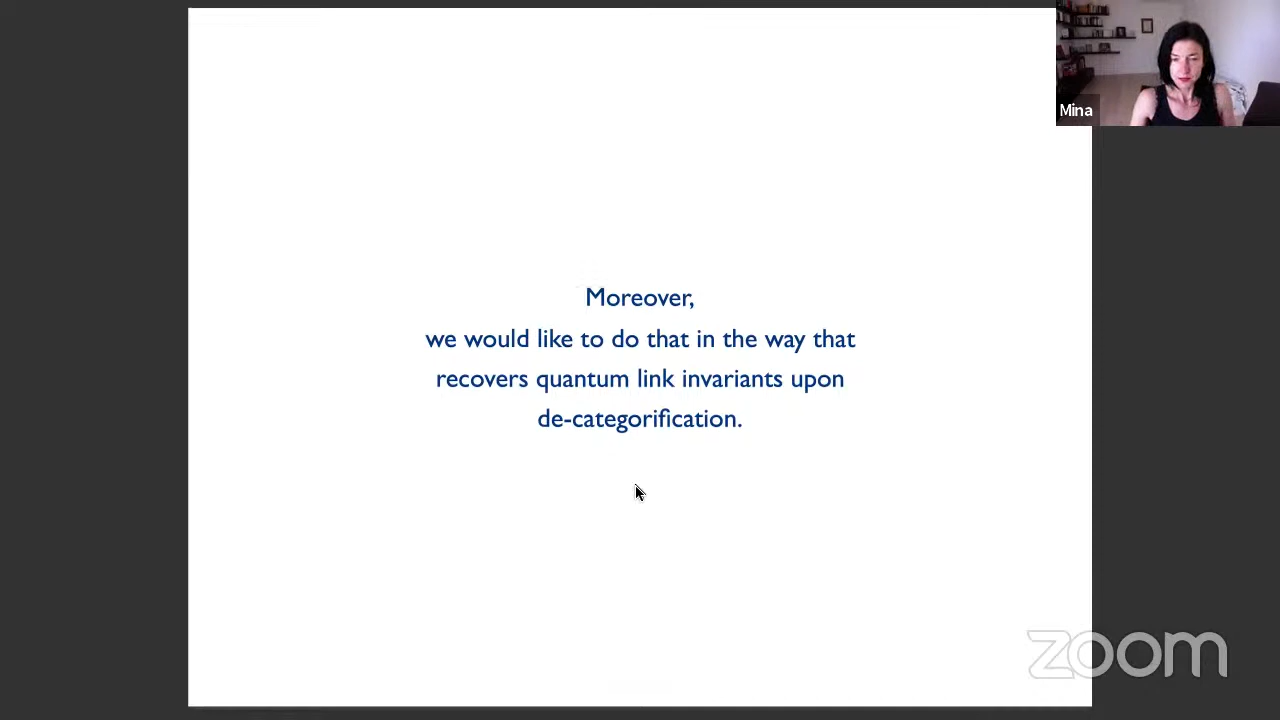 Mina
Moreover,
we would like to do that in the way that
recovers quantum link invariants upon
de-categorification.
zoom